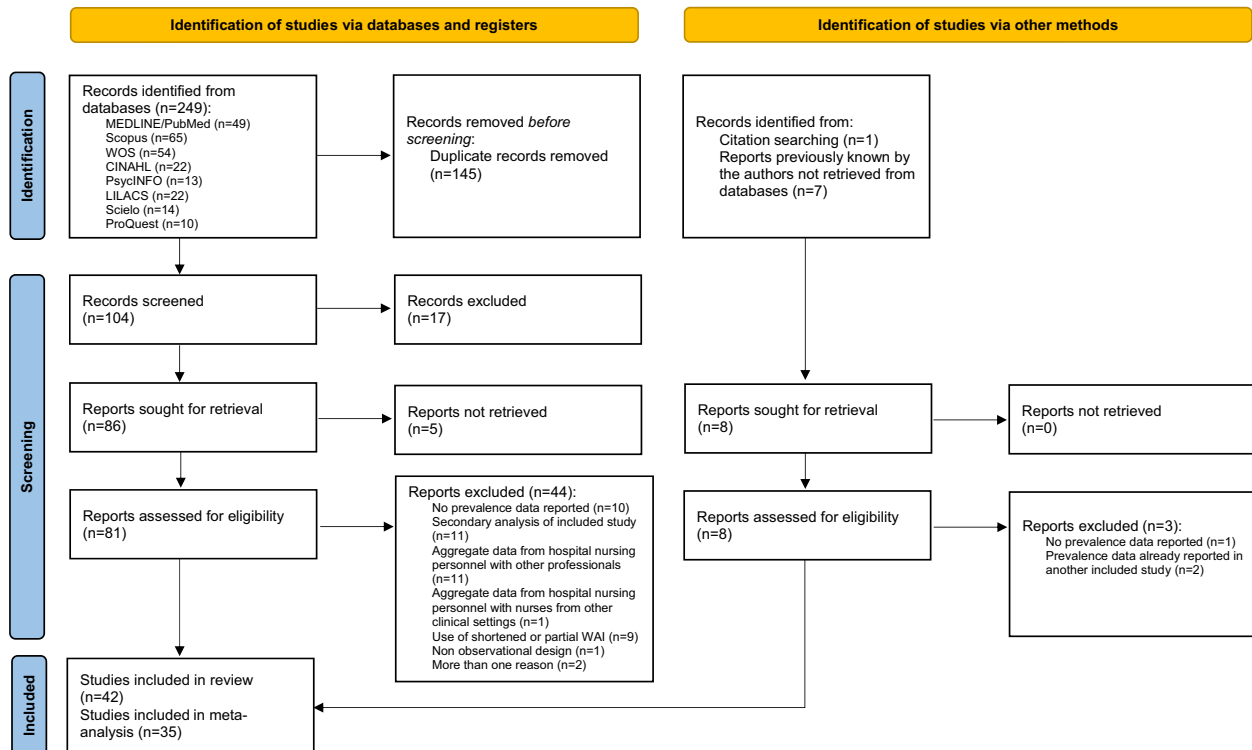 Identification of studies via databases and registers
Identification of studies via other methods
Identification
Records identified from
databases (n=249):
MEDLINE/PubMed (n=49)
Scopus (n=65)
WOS (n=54)
CINAHL (n=22)
PsycINFO (n=13)
LILACS (n=22)
Scielo (n=14)
ProQuest (n=10)
Records removed before
screening:
Duplicate records removed
(n=145)
Records identified from:
Citation searching (n=1)
Reports previously known by
the authors not retrieved from
databases (n=7)
Screening
Records screened
(n=104)
Records excluded
(n=17)
Reports sought for retrieval
(n=86)
Reports not retrieved
(n=5)
Reports sought for retrieval
(n=8)
Reports not retrieved
(n=0)
Reports assessed for eligibility
(n=81)
Reports excluded (n=44):
No prevalence data reported (n=10)
Secondary analysis of included study
(n=11)
Aggregate data from hospital nursing
personnel with other professionals
(n=11)
Aggregate data from hospital nursing
personnel with nurses from other
clinical settings (n=1)
Use of shortened or partial WAI (n=9)
Non observational design (n=1)
More than one reason (n=2)
Reports assessed for eligibility
(n=8)
Reports excluded (n=3):
No prevalence data reported (n=1)
Prevalence data already reported in
another included study (n=2)
Included
Studies included in review
(n=42)
Studies included in meta-
analysis (n=35)